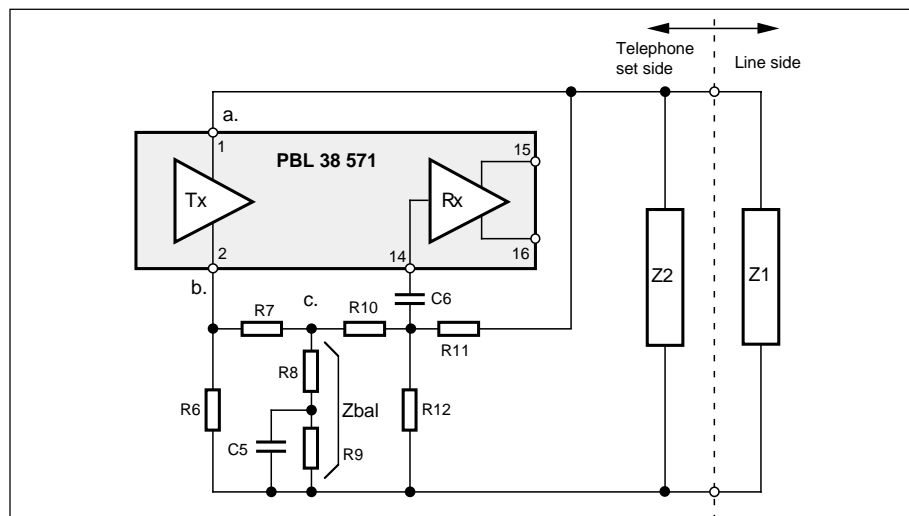 Telephone
set side
Line side
a.
1
PBL 38 571
15
Tx
Rx
2
14
16
Z2
Z1
b.
c.
C6
R7
R10
R11
R8
R6
Zbal
R12
C5
R9